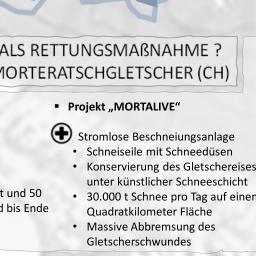 ALS RETTUNGSMAẞNAHME ?
MORTERATSCHGLETSCHER (CH)
▪ Projekt „MORTALIVE“
Stromlose Beschneiungsanlage
• Schneiseile mit Schneedüsen
• Konservierung des Gletschereises
unter künstlicher Schneeschicht
t und 50
• 30.000 t Schnee pro Tag auf einen
d bis Ende
Quadratkilometer Fläche
• Massive Abbremsung des
Gletscherschwundes